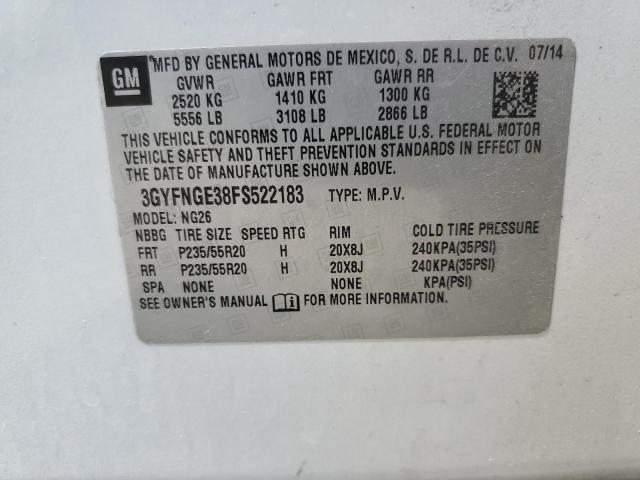 GM
*MFD BY GENERAL MOTORS DE MEXICO, S. DE R.L. DE C.V. 07/14
GVWR GAWR FRT GAWR RR
2520 KG 1410 KG 1300 KG
5556 LB 3108 LB 2866 LB
THIS VEHICLE CONFORMS TO ALL APPLICABLE U.S. FEDERAL MOTOR
VEHICLE SAFETY AND THEFT PREVENTION STANDARDS IN EFFECT ON
THE DATE OF MANUFACTURE SHOWN ABOVE.
3GYFNGE38FS522183 TYPE: M.P.V.
MODEL: NG26
NBBG TIRE SIZE SPEED RTG RIM COLD TIRE PRESSURE
FRT P235/55R20 H 20X8J 240KPA(35PSI)
RR P235/55R20 H 20X8J 240KPA(35PSI)
SPA NONE NONE KPA(PSI)
SEE OWNER'S MANUAL FOR MORE INFORMATION.